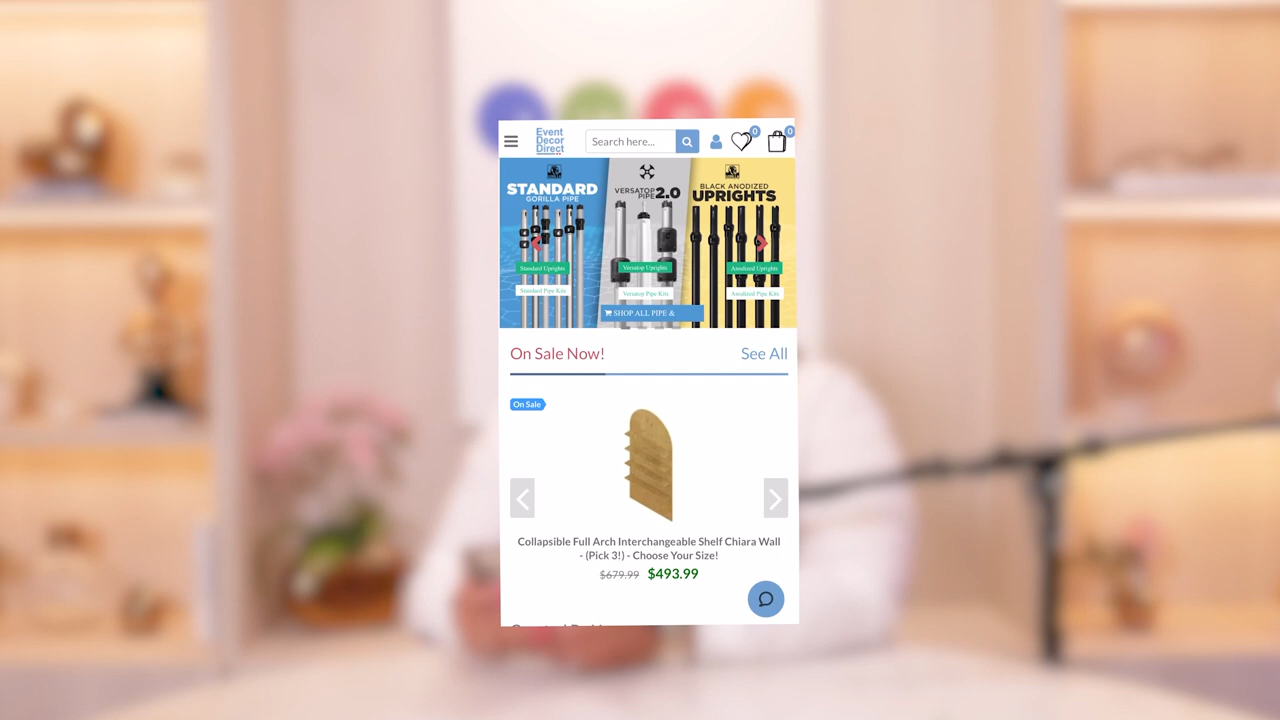 Event
Decor
Direct
Search here...
0
0
STANDARD
GORILLA PIPE
VERSATOP
PIPE 2.0
BLACK ANODIZED
UPRIGHTS
Standard Uprights
Versatop Uprights
Anodized Uprights
Standard Pipe Kits
Versatop Pipe Kits
Anodized Pipe Kits
SHOP ALL PIPE &
On Sale Now!
See All
On Sale
Collapsible Full Arch Interchangeable Shelf Chiara Wall
- (Pick 3!) - Choose Your Size!
$679.99 $493.99